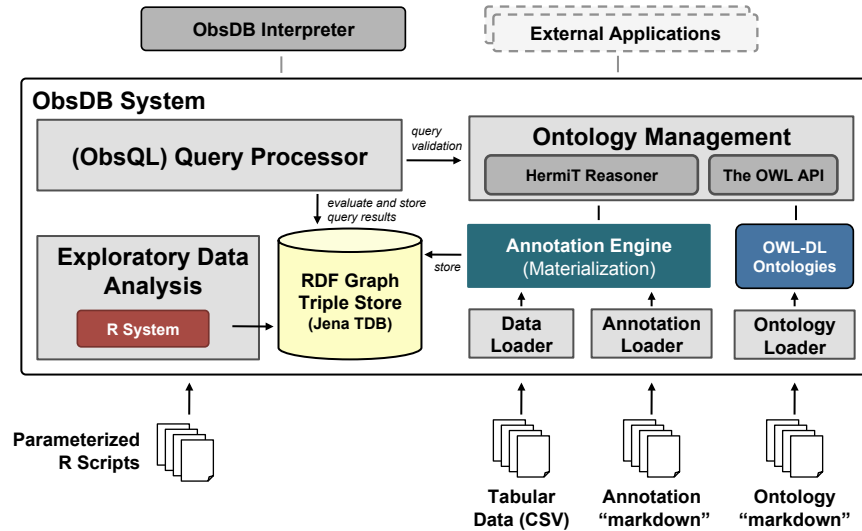 ObsDB Interpreter
External Applications
ObsDB System
(ObsQL) Query Processor
query
validation
Ontology Management
HermiT Reasoner
The OWL API
evaluate and store
query results
Exploratory Data
Analysis
R System
RDF Graph
Triple Store
(Jena TDB)
store
Annotation Engine
(Materialization)
OWL-DL
Ontologies
Data
Loader
Annotation
Loader
Ontology
Loader
Parameterized
R Scripts
Tabular
Data (CSV)
Annotation
“markdown”
Ontology
“markdown”